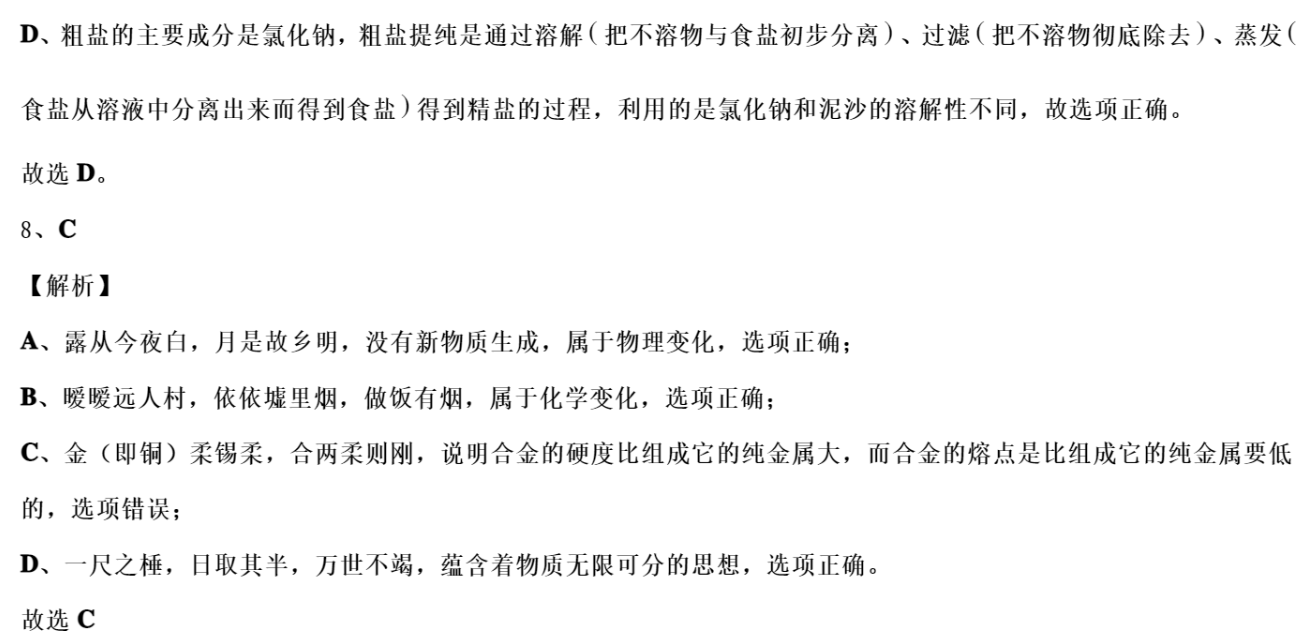 D、粗盐的主要成分是氯化钠，粗盐提纯是通过溶解（把不溶物与食盐初步分离）、过滤（把不溶物彻底除去）、蒸发（
食盐从溶液中分离出来而得到食盐）得到精盐的过程，利用的是氯化钠和泥沙的溶解性不同，故选项正确。
故选 D。
8、C
【解析】
A、露从今夜白，月是故乡明，没有新物质生成，属于物理变化，选项正确；
B、暧暧远人村，依依墟里烟，做饭有烟，属于化学变化，选项正确；
C、金（即铜）柔锡柔，合两柔则刚，说明合金的硬度比组成它的纯金属大，而合金的熔点是比组成它的纯金属要低
的，选项错误；
D、一尺之棰，日取其半，万世不竭，蕴含着物质无限可分的思想，选项正确。
故选 C